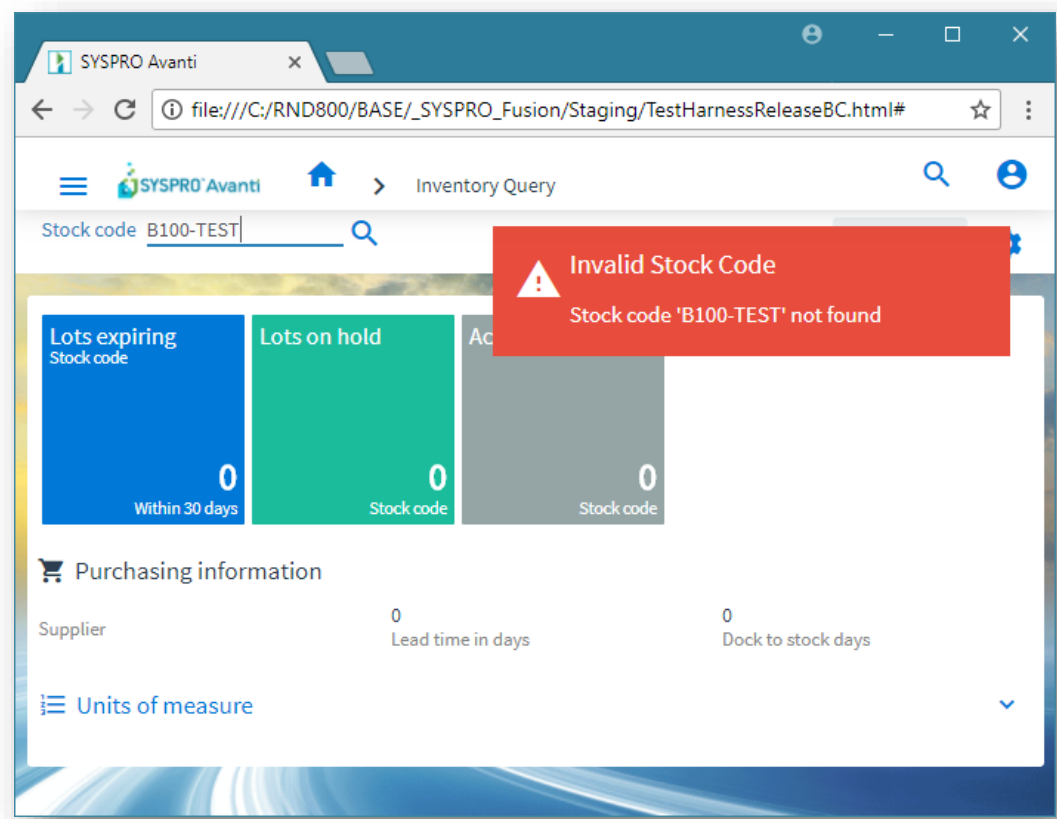 SYSPRO Avanti
file:///C:/RND800/BASE/_SYSPRO_Fusion/Staging/TestHarnessReleaseBC.html#
SYSPRO Avanti
Inventory Query
Stock code B100-TEST
Invalid Stock Code
Stock code 'B100-TEST' not found
Lots expiring
Stock code
0
Within 30 days
Lots on hold
0
Stock code
Ac
0
Stock code
Purchasing information
Supplier
0
Lead time in days
0
Dock to stock days
Units of measure